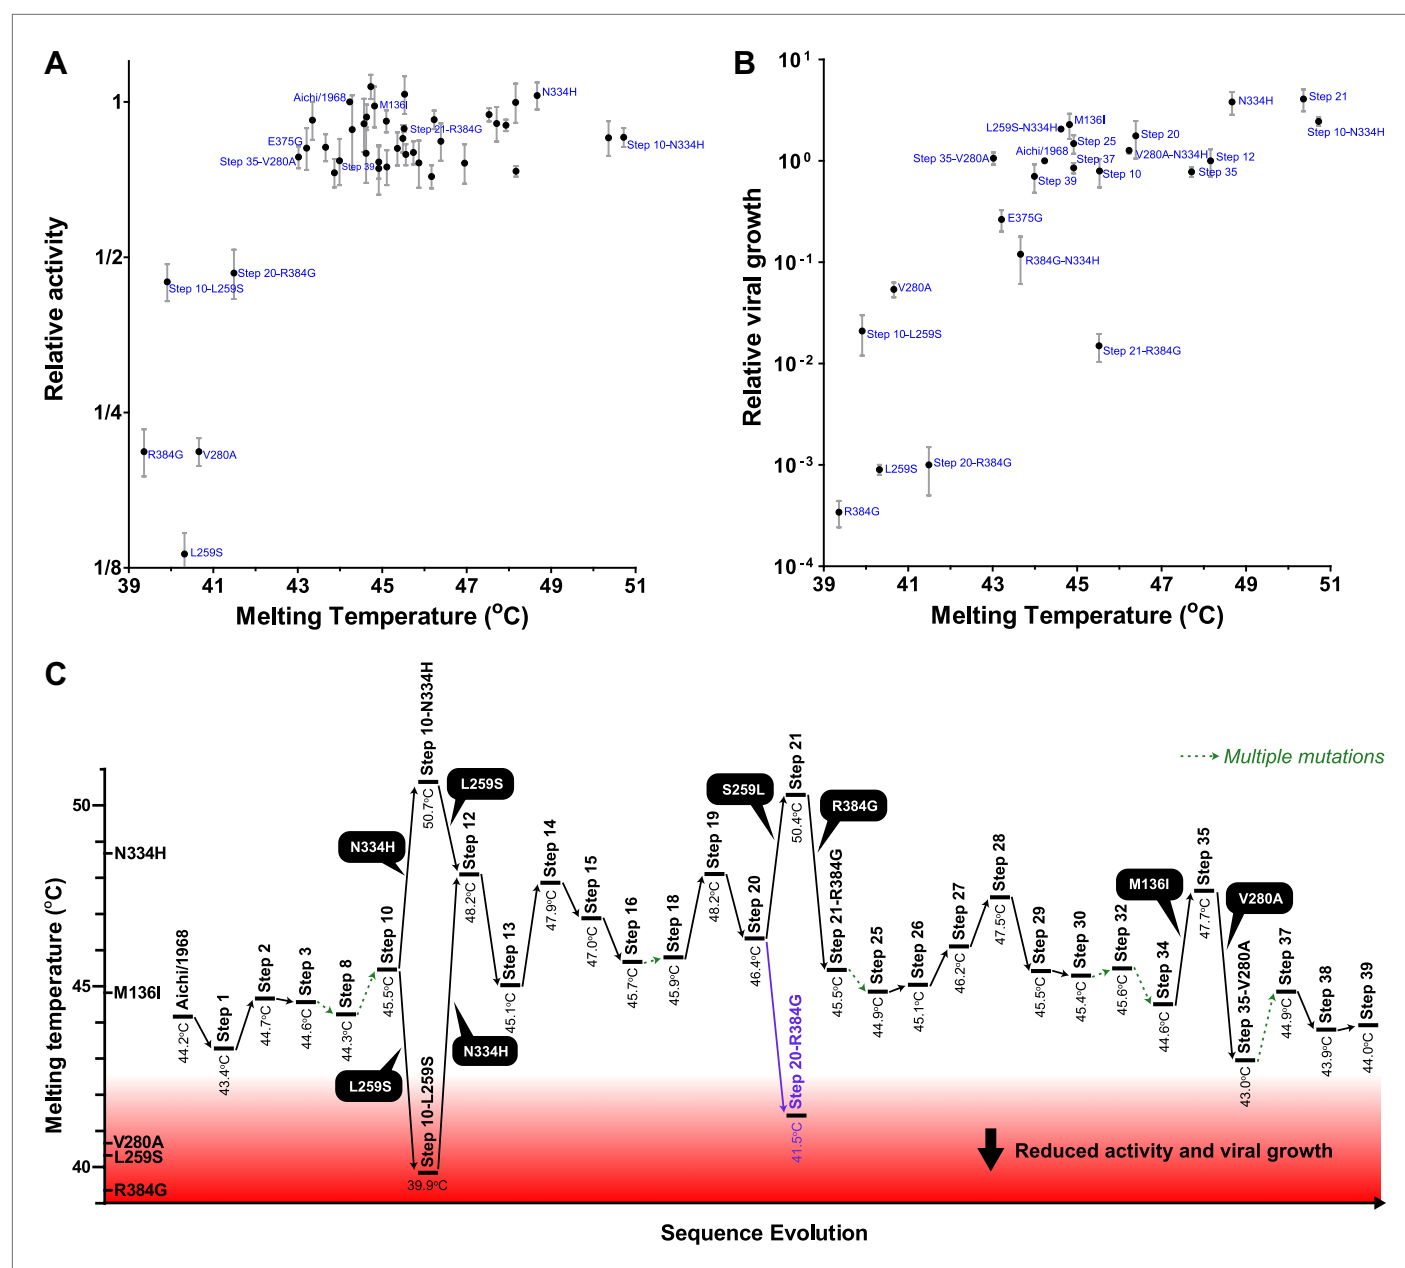 A
Relative activity
1
1/2
1/4
1/8
39
41
43
45
47
49
51
Melting Temperature (°C)
Aichi/1968
M136I
N334H
E375G
Step 21-R384G
Step 10-N334H
Step 35-V280A
Step 39
Step 20-R384G
Step 10-L259S
R384G
V280A
L259S
B
Relative viral growth
10^1
10^0
10^-1
10^-2
10^-3
10^-4
39
41
43
45
47
49
51
Melting Temperature (°C)
N334H
Step 21
Step 10-N334H
M136I
L259S-N334H
Step 25
Step 20
V280A-N334H
Step 12
Aichi/1968
Step 35-V280A
Step 37
Step 39
Step 10
Step 35
E375G
R384G-N334H
V280A
Step 10-L259S
Step 21-R384G
L259S
Step 20-R384G
R384G
C
Melting temperature (°C)
50
45
40
N334H
M136I
V280A
L259S
R384G
Multiple mutations
Aichi/1968
44.2°C
Step 1
43.4°C
Step 2
44.7°C
Step 3
44.6°C
Step 8
44.3°C
Step 10
45.5°C
N334H
L259S
Step 10-N334H
50.7°C
Step 10-L259S
39.9°C
L259S
N334H
Step 12
48.2°C
Step 13
45.1°C
Step 14
47.9°C
Step 15
47.0°C
Step 16
45.7°C
Step 18
45.9°C
Step 19
48.2°C
Step 20
46.4°C
S259L
Step 21
50.4°C
R384G
Step 20-R384G
41.5°C
Step 21-R384G
45.5°C
Step 25
44.9°C
Step 26
45.1°C
Step 27
46.2°C
Step 28
47.5°C
Step 29
45.5°C
Step 30
45.4°C
Step 32
45.6°C
Step 34
44.6°C
M136I
Step 35
47.7°C
V280A
Step 35-V280A
43.0°C
Step 37
44.9°C
Step 38
43.9°C
Step 39
44.0°C
Reduced activity and viral growth
Sequence Evolution